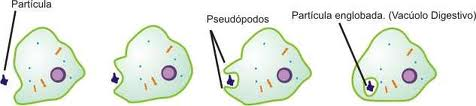 Partícula
Pseudópodos
Partícula englobada. (Vacúolo Digestivo)